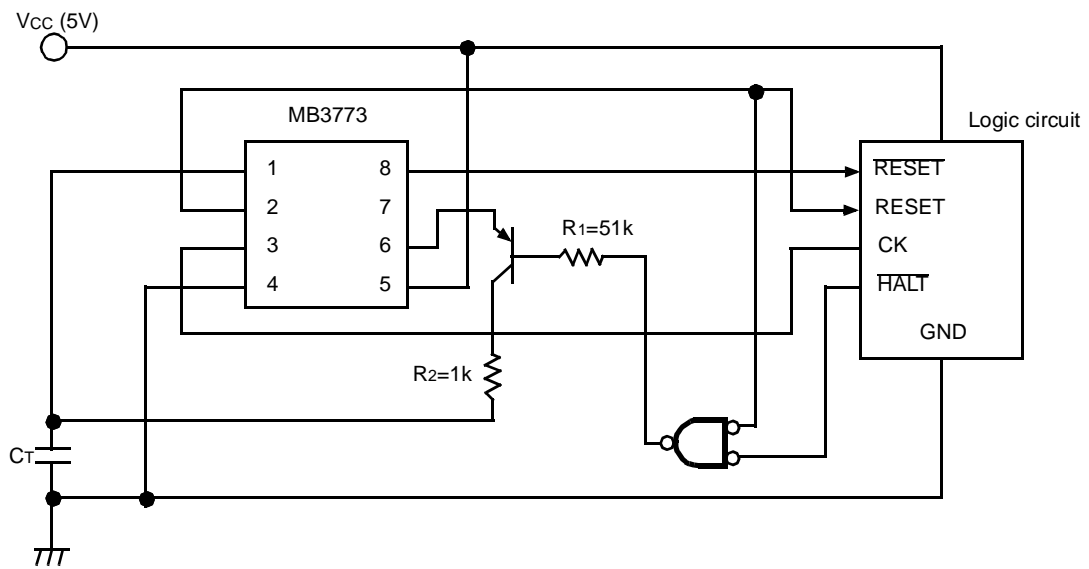 VCC (5V)
MB3773
Logic circuit
1
2
3
4
8
7
6
5
R1=51k
R2=1k
RESET
RESET
CK
HALT
GND
CT